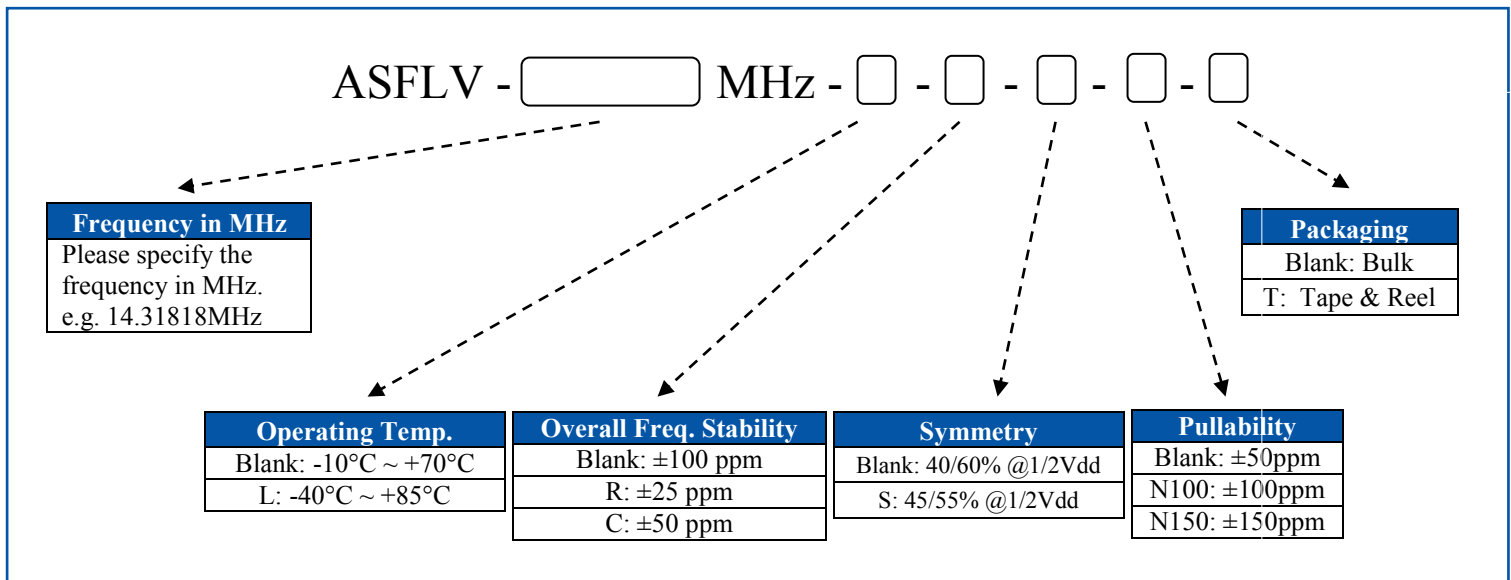 ASFLV - MHz - - - - -
Frequency in MHz
Please specify the
frequency in MHz.
e.g. 14.31818MHz
Packaging
Blank: Bulk
T: Tape & Reel
Operating Temp.
Blank: -10°C ~ +70°C
L: -40°C ~ +85°C
Overall Freq. Stability
Blank: ±100 ppm
R: ±25 ppm
C: ±50 ppm
Symmetry
Blank: 40/60% @1/2Vdd
S: 45/55% @1/2Vdd
Pullability
Blank: ±50ppm
N100: ±100ppm
N150: ±150ppm